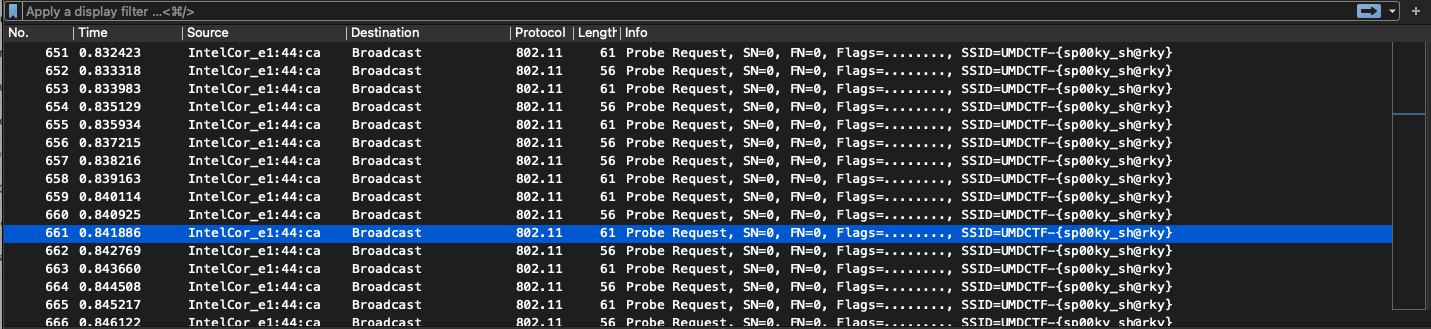 Apply a display filter ...<⌘/>
No. Time Source Destination Protocol Length Info
651 0.832423 IntelCor_e1:44:ca Broadcast 802.11 61 Probe Request, SN=0, FN=0, Flags=........, SSID=UMDCTF-{sp00ky_sh@rky}
652 0.833318 IntelCor_e1:44:ca Broadcast 802.11 56 Probe Request, SN=0, FN=0, Flags=........, SSID=UMDCTF-{sp00ky_sh@rky}
653 0.833983 IntelCor_e1:44:ca Broadcast 802.11 61 Probe Request, SN=0, FN=0, Flags=........, SSID=UMDCTF-{sp00ky_sh@rky}
654 0.835129 IntelCor_e1:44:ca Broadcast 802.11 56 Probe Request, SN=0, FN=0, Flags=........, SSID=UMDCTF-{sp00ky_sh@rky}
655 0.835934 IntelCor_e1:44:ca Broadcast 802.11 61 Probe Request, SN=0, FN=0, Flags=........, SSID=UMDCTF-{sp00ky_sh@rky}
656 0.837215 IntelCor_e1:44:ca Broadcast 802.11 56 Probe Request, SN=0, FN=0, Flags=........, SSID=UMDCTF-{sp00ky_sh@rky}
657 0.838216 IntelCor_e1:44:ca Broadcast 802.11 56 Probe Request, SN=0, FN=0, Flags=........, SSID=UMDCTF-{sp00ky_sh@rky}
658 0.839163 IntelCor_e1:44:ca Broadcast 802.11 61 Probe Request, SN=0, FN=0, Flags=........, SSID=UMDCTF-{sp00ky_sh@rky}
659 0.840114 IntelCor_e1:44:ca Broadcast 802.11 61 Probe Request, SN=0, FN=0, Flags=........, SSID=UMDCTF-{sp00ky_sh@rky}
660 0.840925 IntelCor_e1:44:ca Broadcast 802.11 56 Probe Request, SN=0, FN=0, Flags=........, SSID=UMDCTF-{sp00ky_sh@rky}
661 0.841886 IntelCor_e1:44:ca Broadcast 802.11 61 Probe Request, SN=0, FN=0, Flags=........, SSID=UMDCTF-{sp00ky_sh@rky}
662 0.842769 IntelCor_e1:44:ca Broadcast 802.11 56 Probe Request, SN=0, FN=0, Flags=........, SSID=UMDCTF-{sp00ky_sh@rky}
663 0.843660 IntelCor_e1:44:ca Broadcast 802.11 61 Probe Request, SN=0, FN=0, Flags=........, SSID=UMDCTF-{sp00ky_sh@rky}
664 0.844508 IntelCor_e1:44:ca Broadcast 802.11 56 Probe Request, SN=0, FN=0, Flags=........, SSID=UMDCTF-{sp00ky_sh@rky}
665 0.845217 IntelCor_e1:44:ca Broadcast 802.11 61 Probe Request, SN=0, FN=0, Flags=........, SSID=UMDCTF-{sp00ky_sh@rky}
666 0.846122 IntelCor_e1:44:ca Broadcast 802.11 56 Probe Request, SN=0, FN=0, Flags=........, SSID=UMDCTF-{sp00ky_sh@rky}